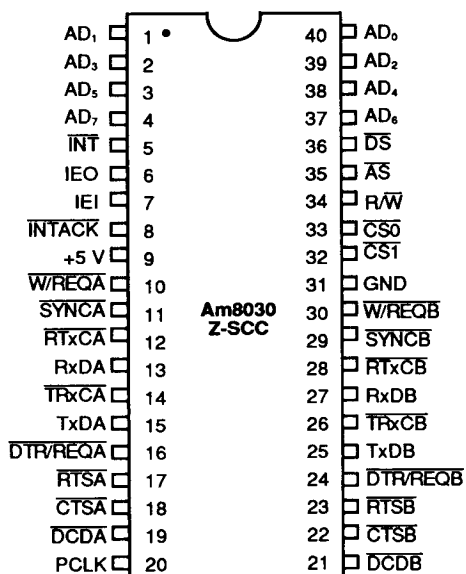 AD₁ 1 • 40 AD₀
AD₃ 2 39 AD₂
AD₅ 3 38 AD₄
AD₇ 4 37 AD₆
INT 5 36 DS
IEO 6 35 AS
IEI 7 34 R/W
INTACK 8 33 CS0
+5 V 9 32 CS1
W/REQA 10 31 GND
SYNCA 11 Am8030 30 W/REQB
RTxCA 12 Z-SCC 29 SYNCB
RxDA 13 28 RTxCB
TRxCA 14 27 RxDB
TxDA 15 26 TRxCB
DTR/REQA 16 25 TxDB
RTSA 17 24 DTR/REQB
CTSA 18 23 RTSB
DCDA 19 22 CTSB
PCLK 20 21 DCDB